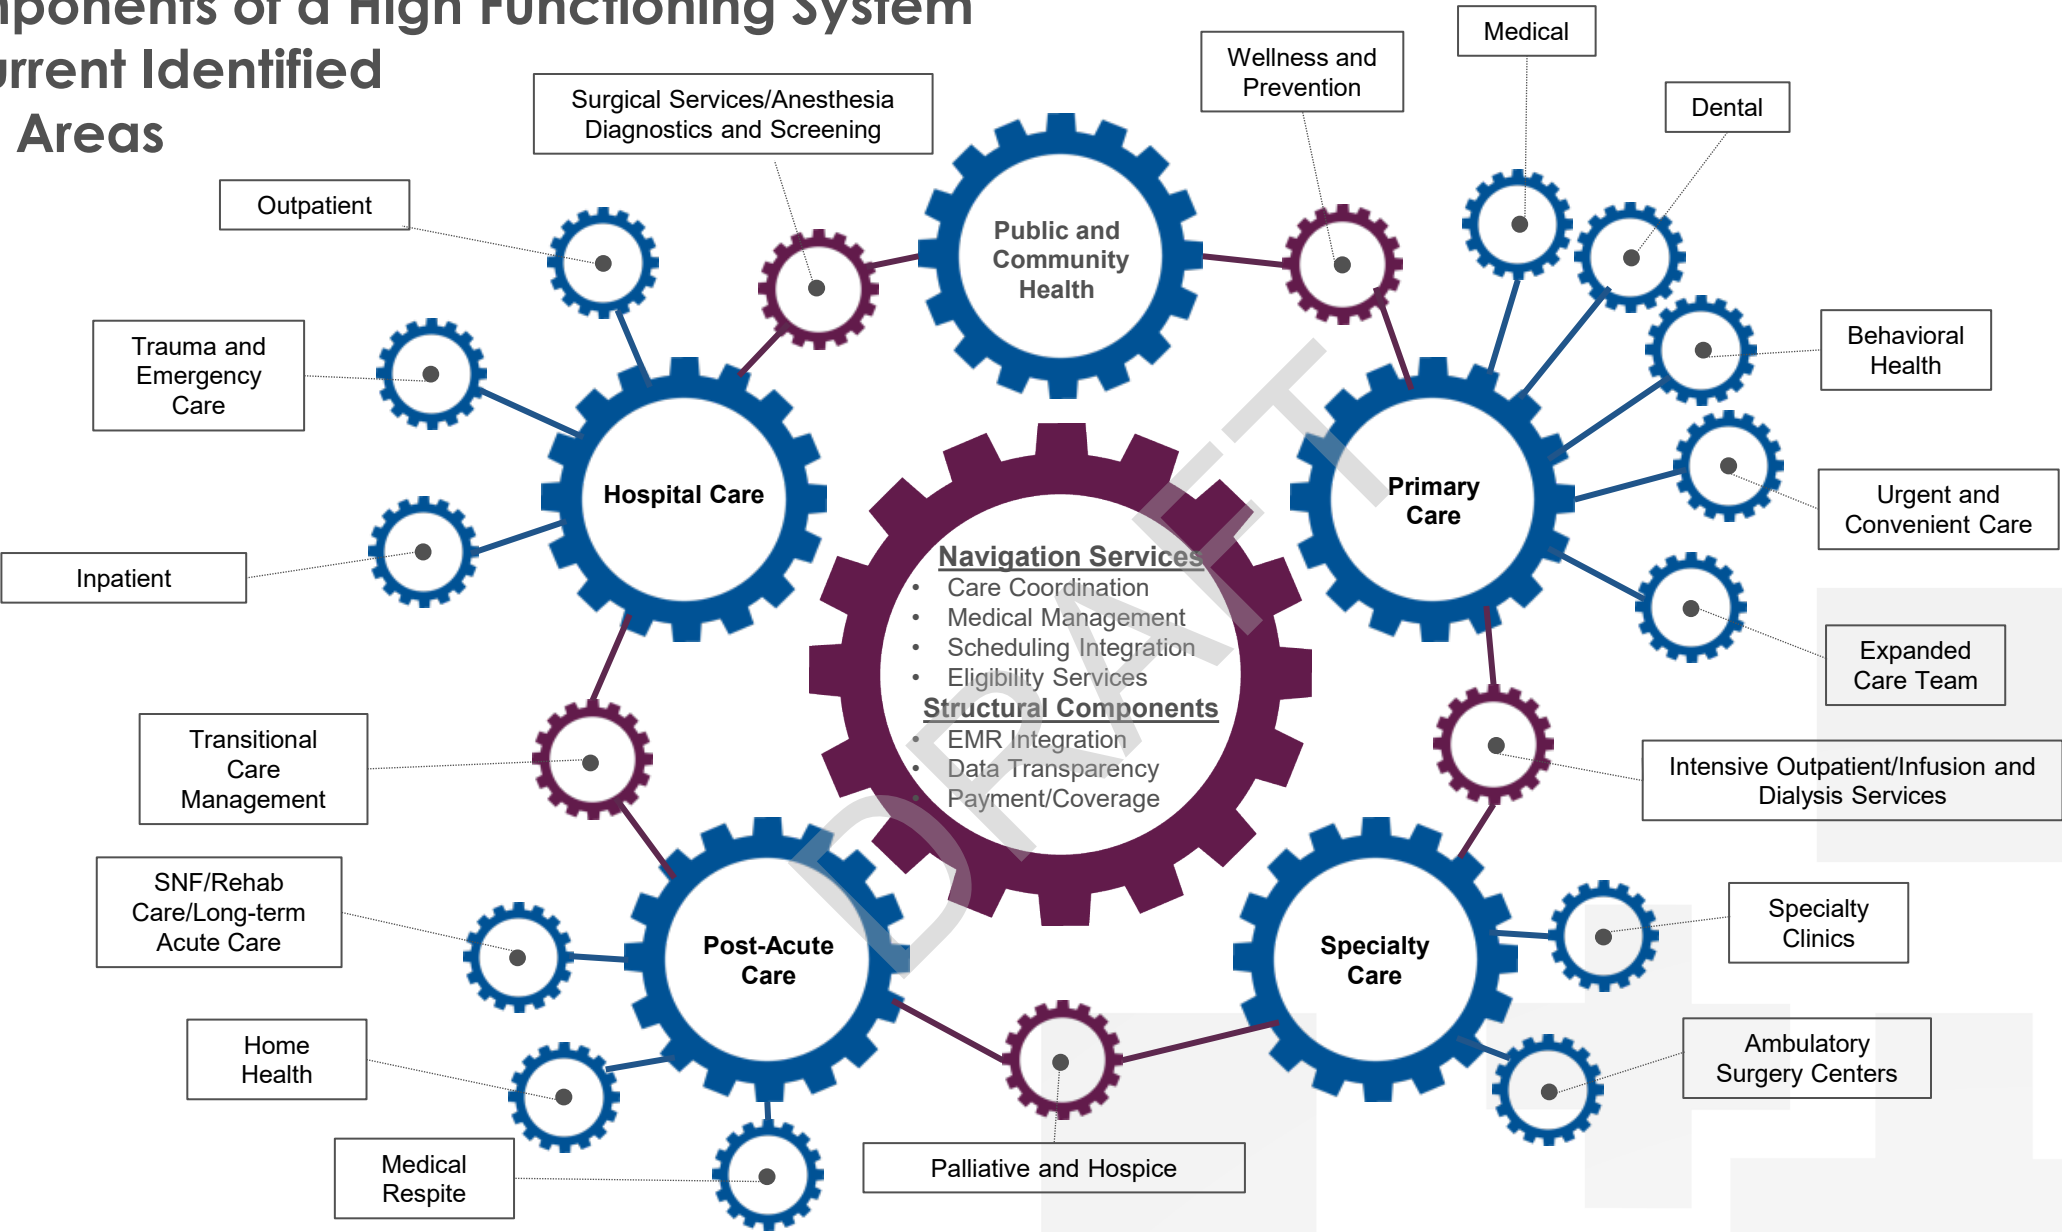 ponents of a High Functioning System
urrent Identified
Areas
Surgical Services/Anesthesia
Diagnostics and Screening
Wellness and
Prevention
Medical
Dental
Outpatient
Public and
Community
Health
Trauma and
Emergency
Care
Behavioral
Health
Hospital Care
Primary
Care
Urgent and
Convenient Care
Inpatient
Navigation Services
• Care Coordination
• Medical Management
• Scheduling Integration
• Eligibility Services
Structural Components
• EMR Integration
• Data Transparency
• Payment/Coverage
DRAFT
Expanded
Care Team
Transitional
Care
Management
Intensive Outpatient/Infusion and
Dialysis Services
SNF/Rehab
Care/Long-term
Acute Care
Post-Acute
Care
Specialty
Care
Specialty
Clinics
Home
Health
Ambulatory
Surgery Centers
Medical
Respite
Palliative and Hospice